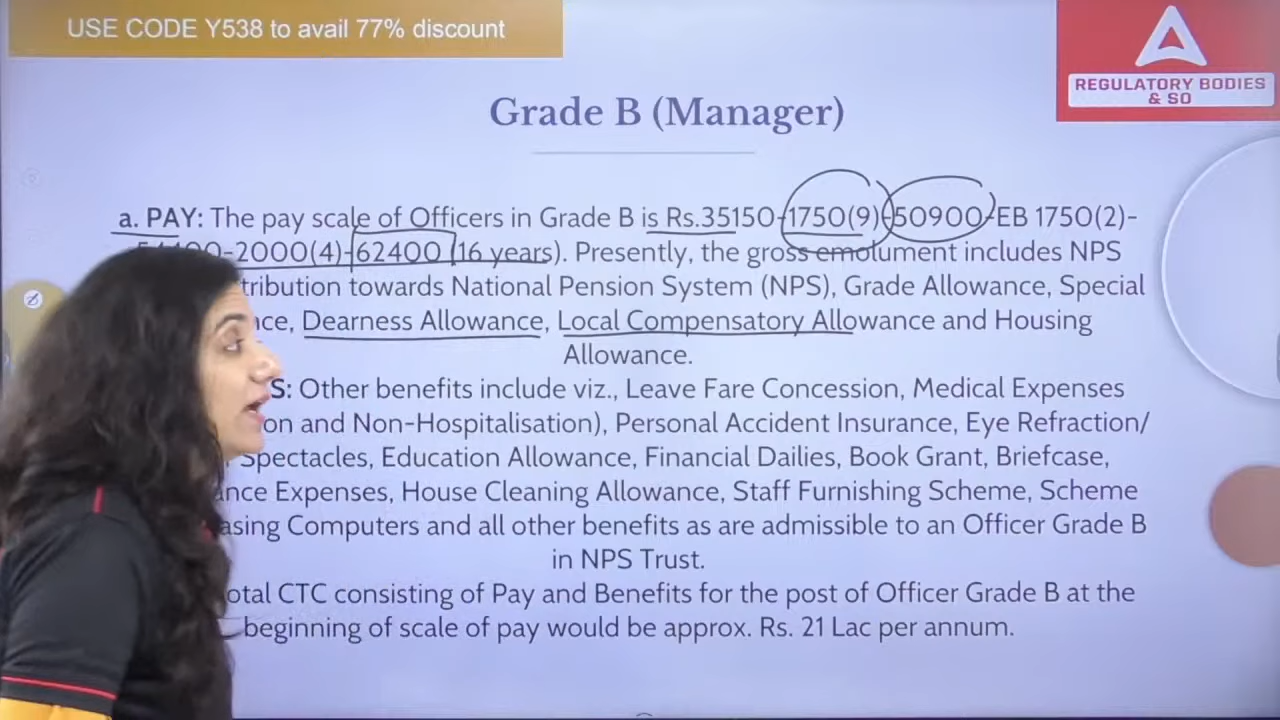 USE CODE Y538 to avail 77% discount
REGULATORY BODIES
& SO
Grade B (Manager)
a. PAY: The pay scale of Officers in Grade B is Rs.35150-1750(9)-50900-EB 1750(2)-
-2000(4)-62400 (16 years). Presently, the gross emolument includes NPS
towards National Pension System (NPS), Grade Allowance, Special
Dearness Allowance, Local Compensatory Allowance and Housing
Allowance.
Other benefits include viz., Leave Fare Concession, Medical Expenses
and Non-Hospitalisation), Personal Accident Insurance, Eye Refraction/
Spectacles, Education Allowance, Financial Dailies, Book Grant, Briefcase,
Expenses, House Cleaning Allowance, Staff Furnishing Scheme, Scheme
Computers and all other benefits as are admissible to an Officer Grade B
in NPS Trust.
CTC consisting of Pay and Benefits for the post of Officer Grade B at the
beginning of scale of pay would be approx. Rs. 21 Lac per annum.